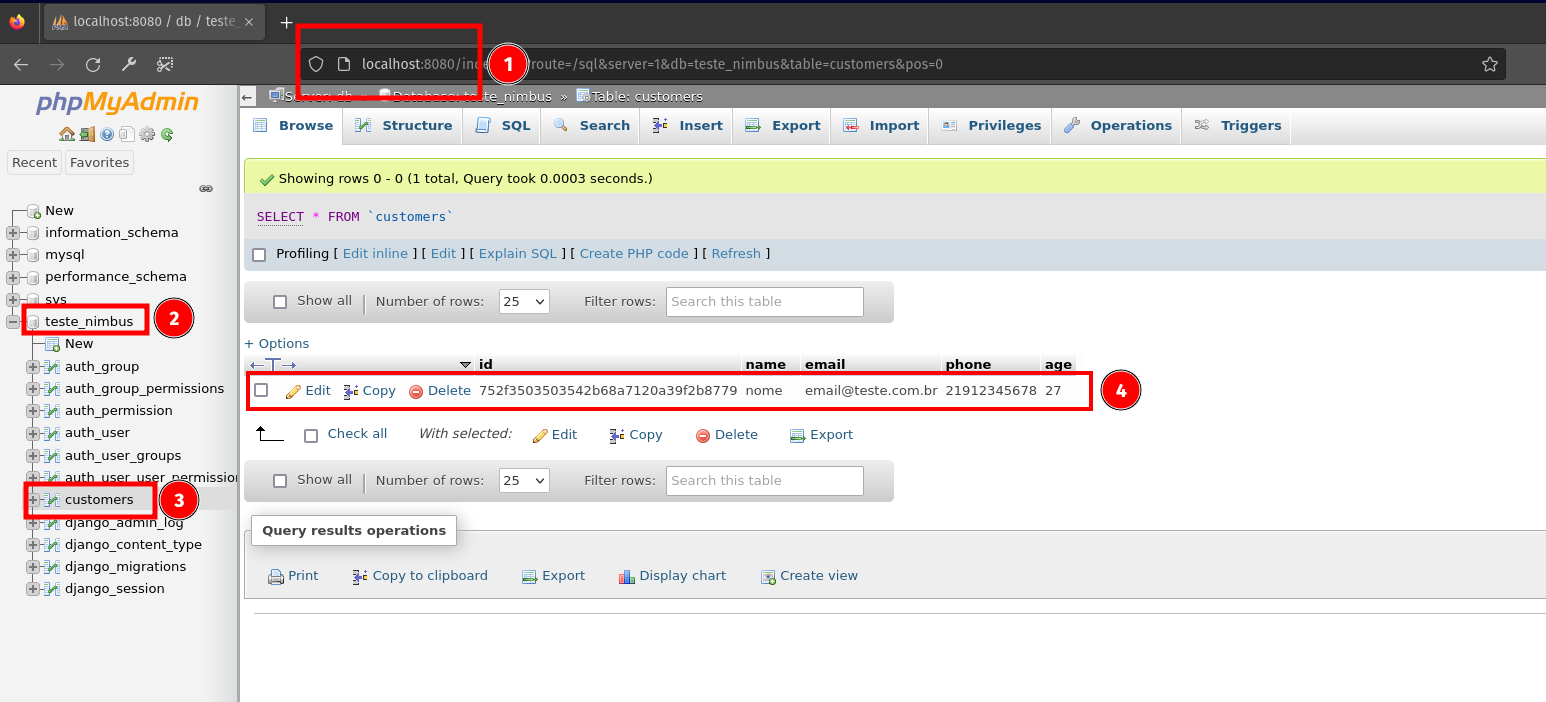 localhost:8080 / db / teste_
localhost:8080/inde route=/sql&server=1&db=teste_nimbus&table=customers&pos=0
1
phpMyAdmin
Recent Favorites
New
information_schema
mysql
performance_schema
sys
teste_nimbus
2
New
auth_group
auth_group_permissions
auth_permission
auth_user
auth_user_groups
auth_user_user_permission
customers
3
django_admin_log
django_content_type
django_migrations
django_session
Server: db » Database: teste_nimbus » Table: customers
Browse Structure SQL Search Insert Export Import Privileges Operations Triggers
Showing rows 0 - 0 (1 total, Query took 0.0003 seconds.)
SELECT * FROM `customers`
Profiling [ Edit inline ] [ Edit ] [ Explain SQL ] [ Create PHP code ] [ Refresh ]
Show all Number of rows: 25 Filter rows: Search this table
+ Options
id name email phone age
Edit Copy Delete 752f3503503542b68a7120a39f2b8779 nome email@teste.com.br 21912345678 27
4
Check all With selected: Edit Copy Delete Export
Show all Number of rows: 25 Filter rows: Search this table
Query results operations
Print Copy to clipboard Export Display chart Create view